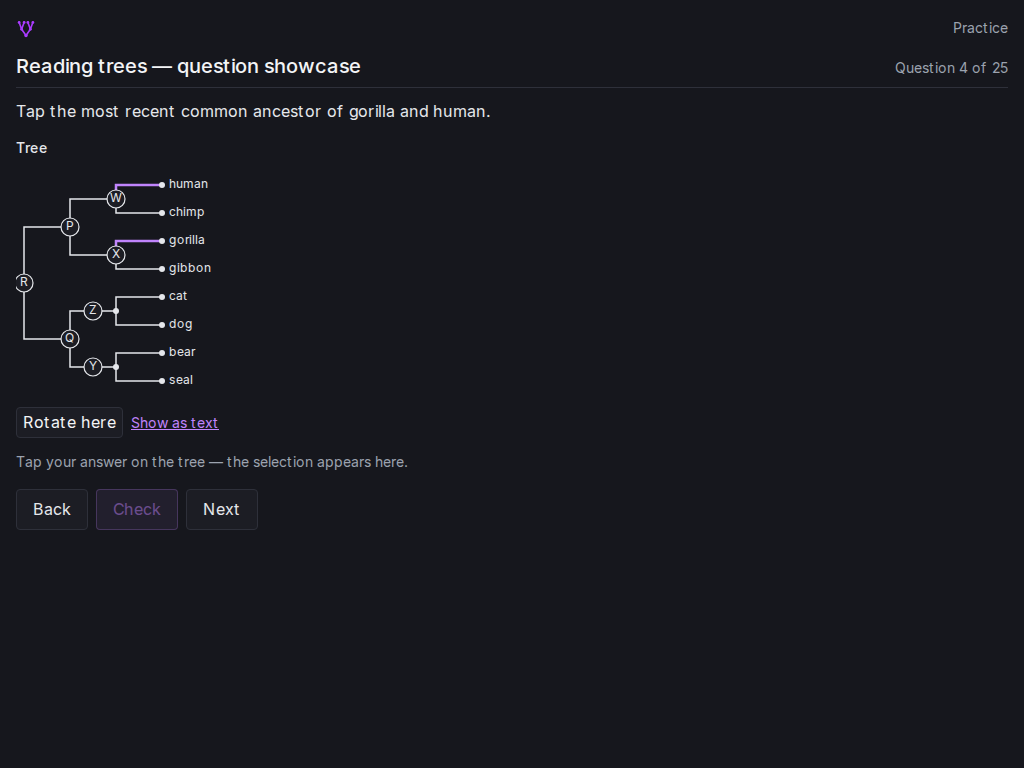 Practice
Reading trees — question showcase
Question 4 of 25
Tap the most recent common ancestor of gorilla and human.
Tree
human
W
chimp
P
gorilla
X
gibbon
R
cat
Z
dog
Q
bear
Y
seal
Rotate here Show as text
Tap your answer on the tree — the selection appears here.
Back Check Next